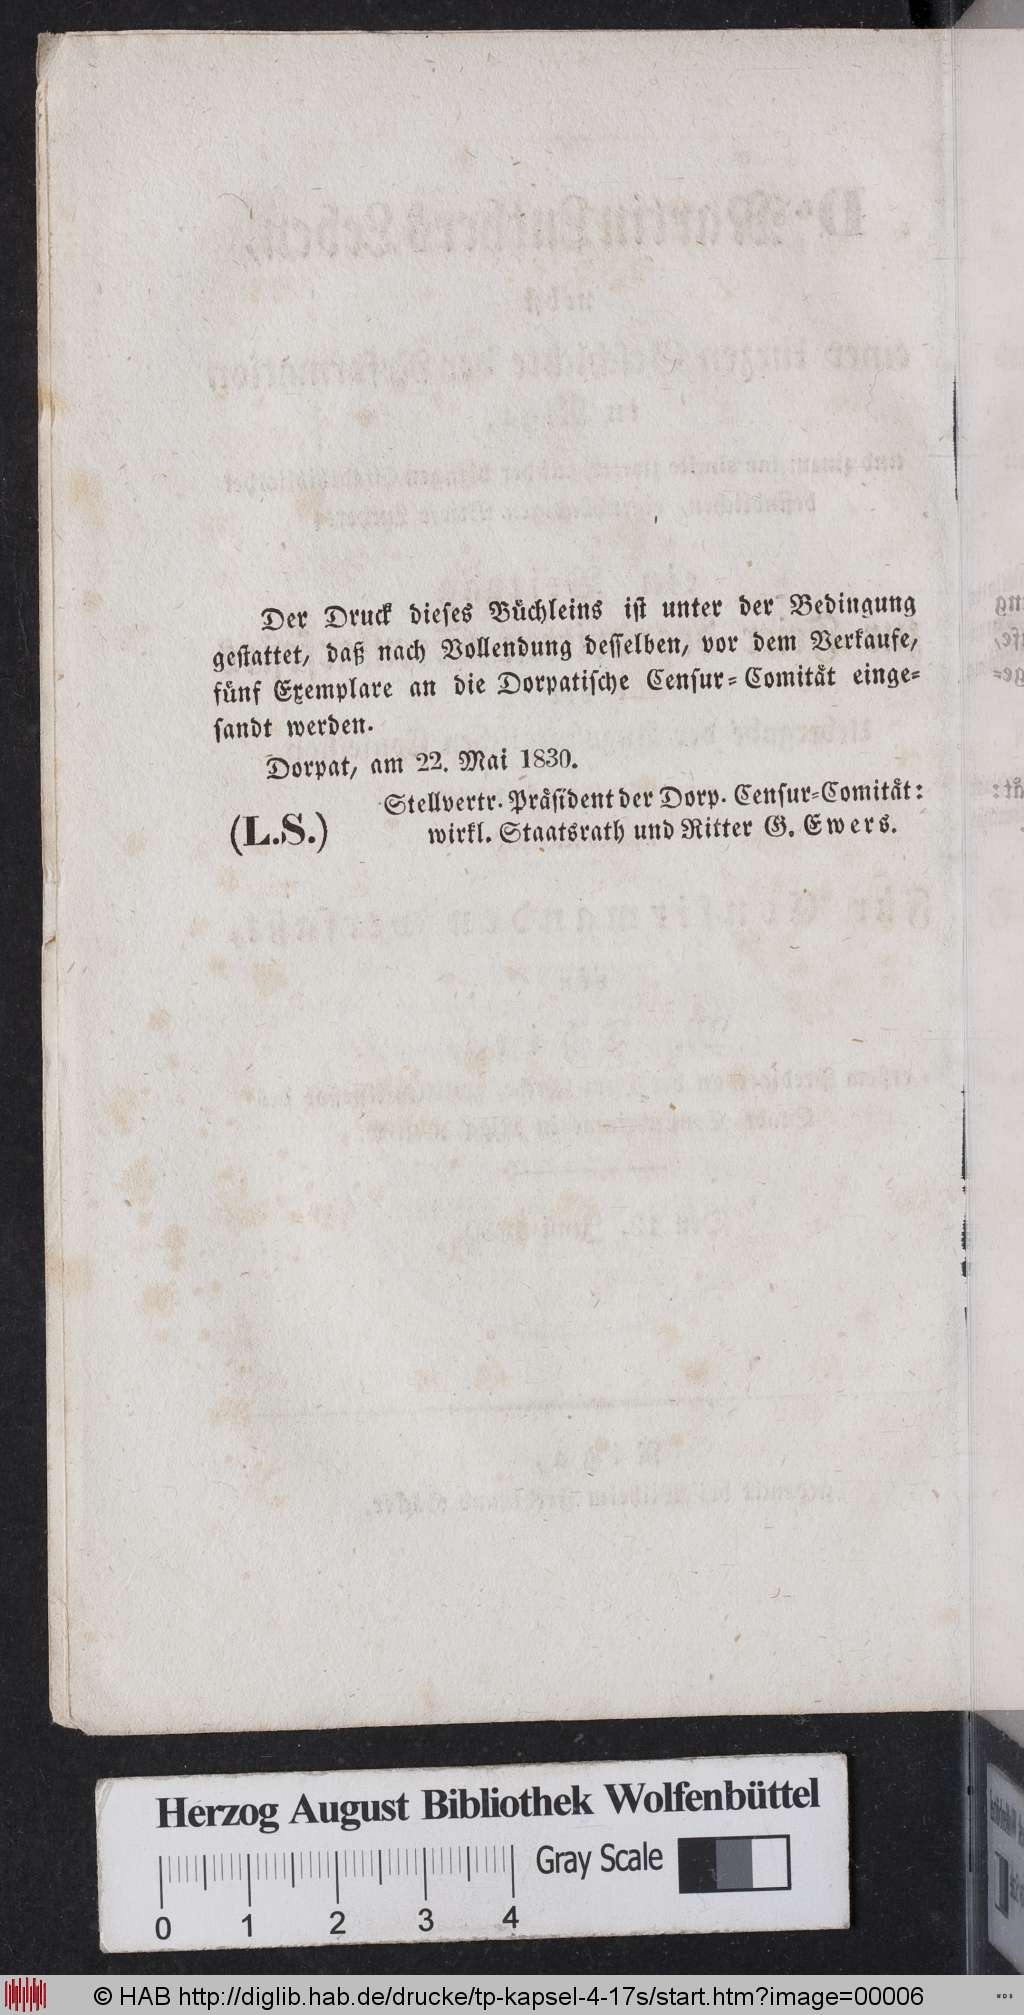 Der Druck dieses Büchleins ist unter der Bedingung
gestattet, daß nach Vollendung desselben, vor dem Verkaufe,
fünf Exemplare an die Dorpatische Censur-Comität einge-
sandt werden.
Dorpat, am 22. Mai 1830.
Stellvertr. Präsident der Dorp. Censur-Comität:
(L.S.) wirkl. Staatsrath und Ritter G. Ewers.
Herzog August Bibliothek Wolfenbüttel
Gray Scale
0 1 2 3 4
© HAB http://diglib.hab.de/drucke/tp-kapsel-4-17s/start.htm?image=00006